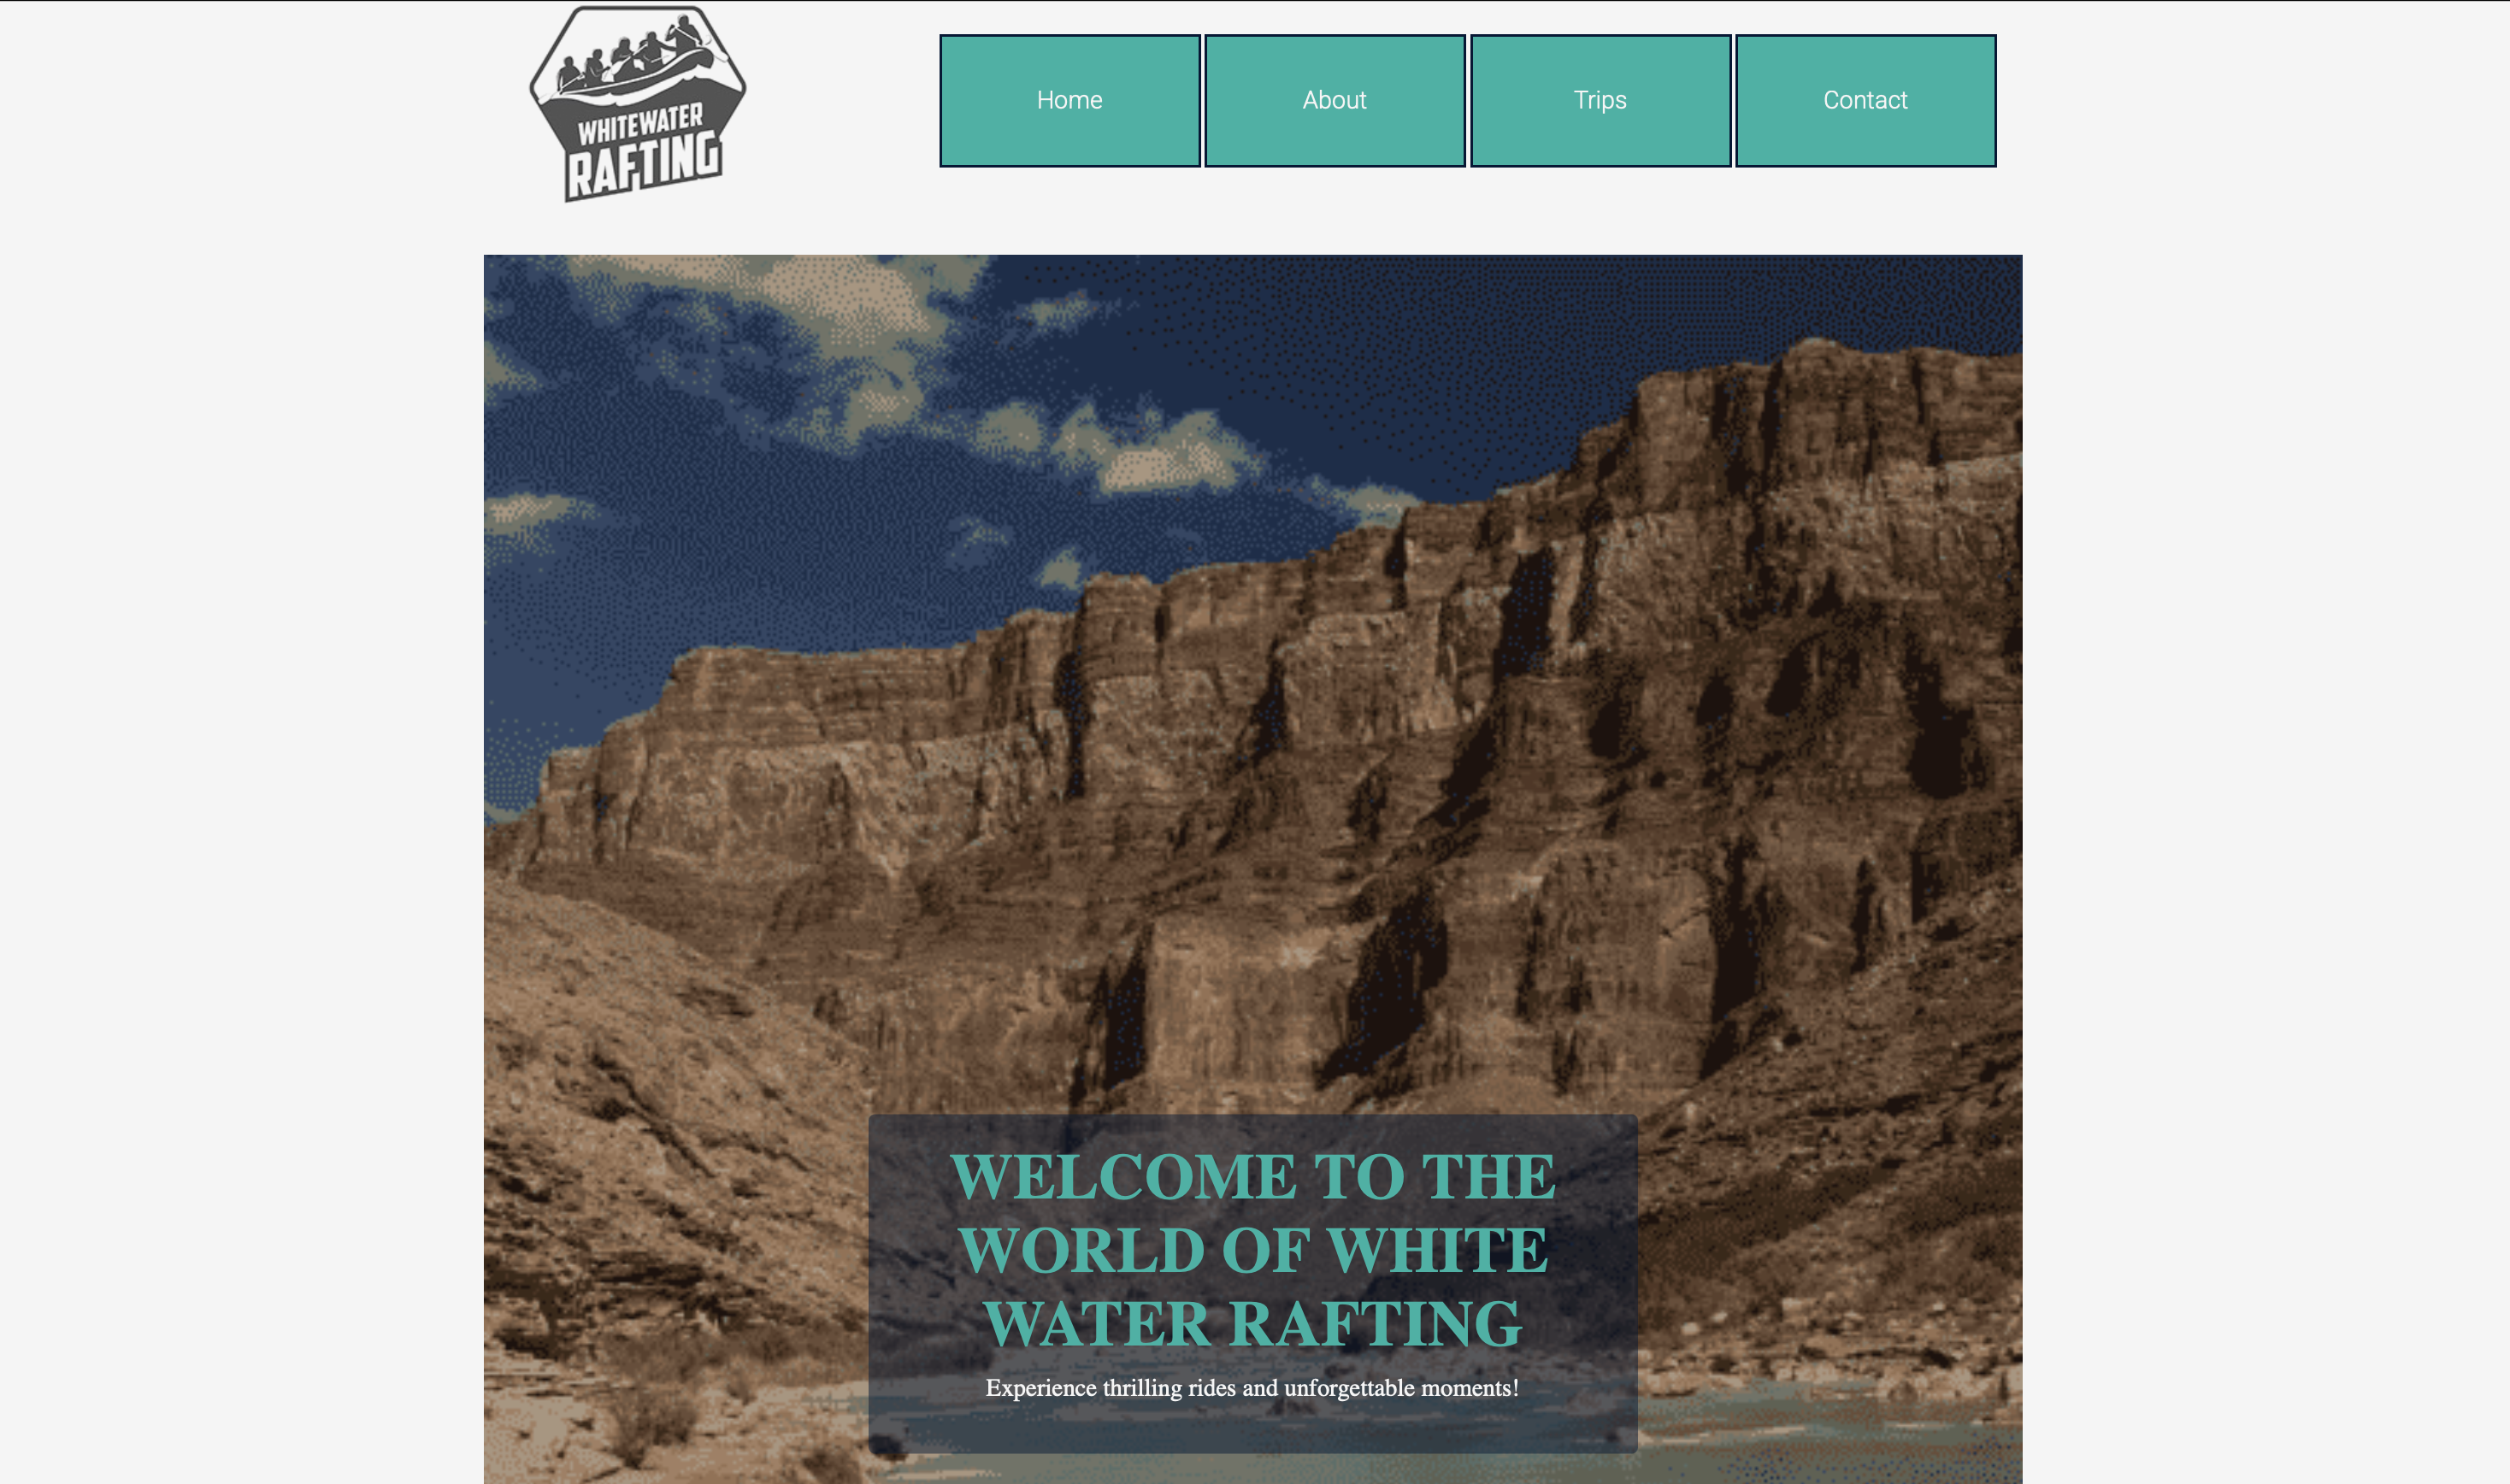 WHITEWATER
RAFTING
Home
About
Trips
Contact
WELCOME TO THE
WORLD OF WHITE
WATER RAFTING
Experience thrilling rides and unforgettable moments!